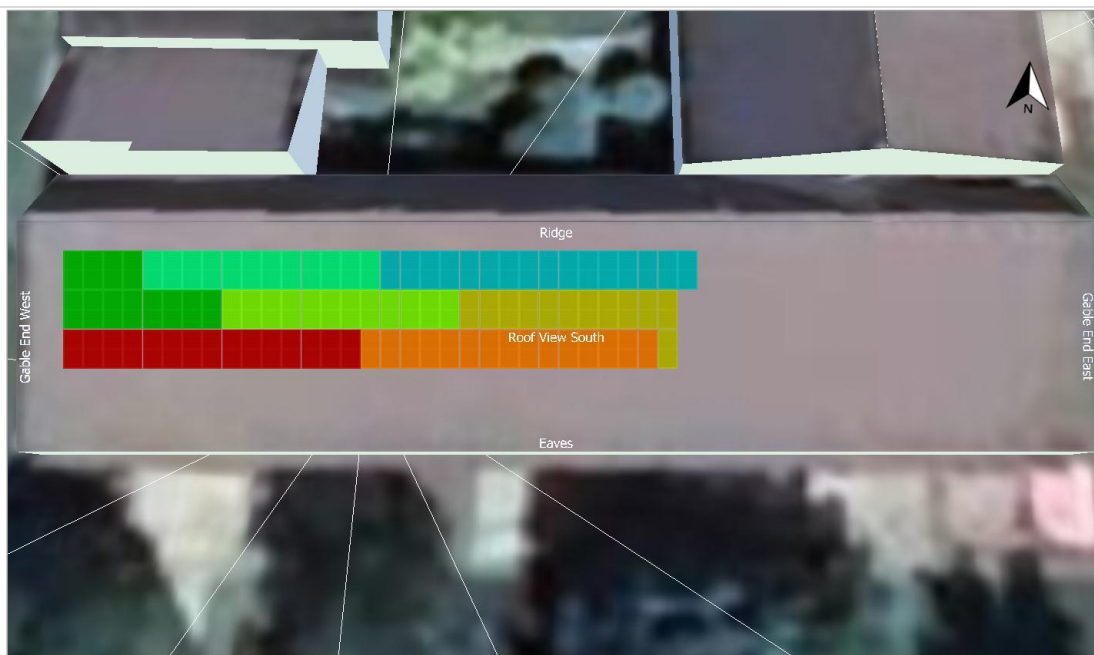 N
Ridge
Gable End West
Roof View South
Gable End East
Eaves